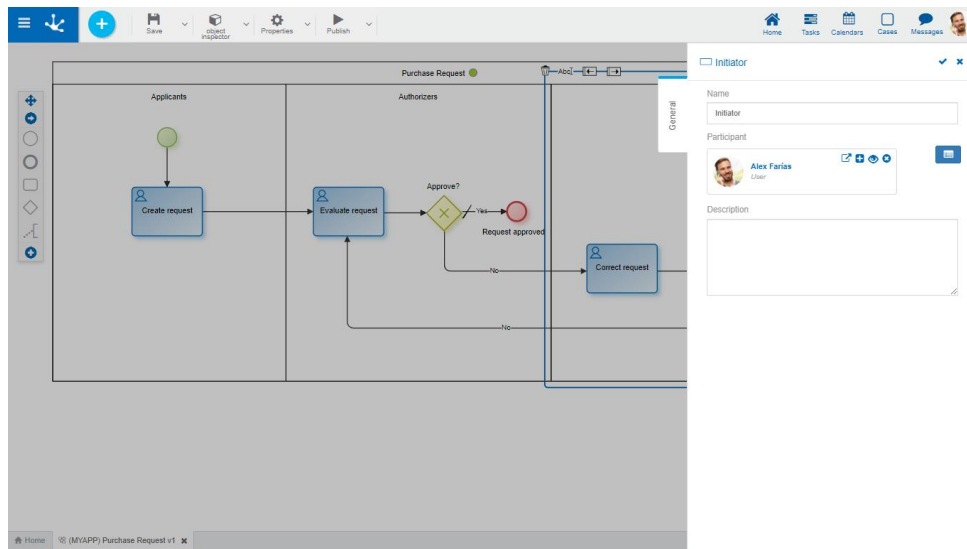 Save
object
inspector
Properties
Publish
Home
Tasks
Calendars
Cases
Messages
Purchase Request
Abc
Initiator
General
Name
Initiator
Participant
Alex Farías
User
Description
Applicants
Authorizers
Create request
Evaluate request
Approve?
Yes
Request approved
No
Correct request
No
Home
(MYAPP) Purchase Request v1